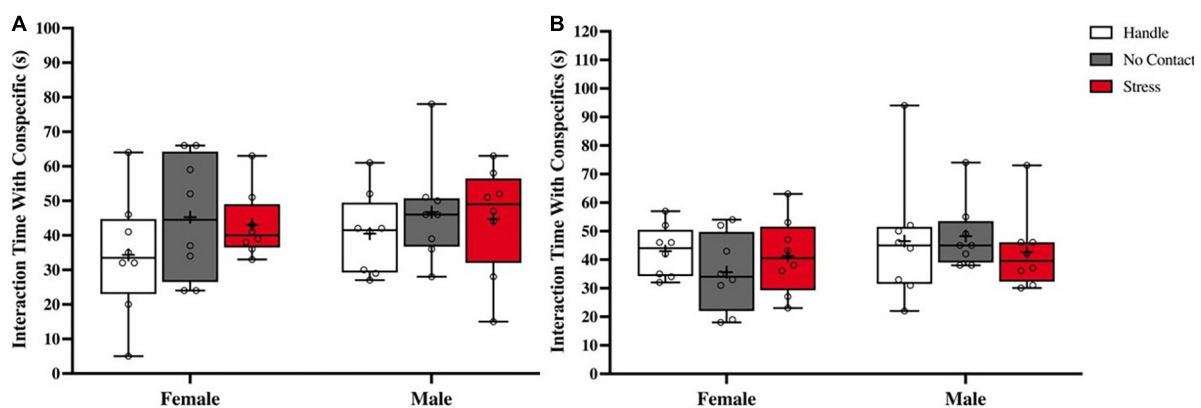 A
Interaction Time With Conspecific (s)
100
90
80
70
60
50
40
30
20
10
0
Female
Male
B
Interaction Time With Conspecifics (s)
120
110
100
90
80
70
60
50
40
30
20
10
0
Female
Male
Handle
No Contact
Stress